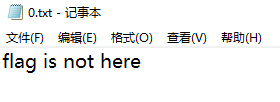 0.txt - 记事本
文件(F) 编辑(E) 格式(O) 查看(V) 帮助(H)
flag is not here